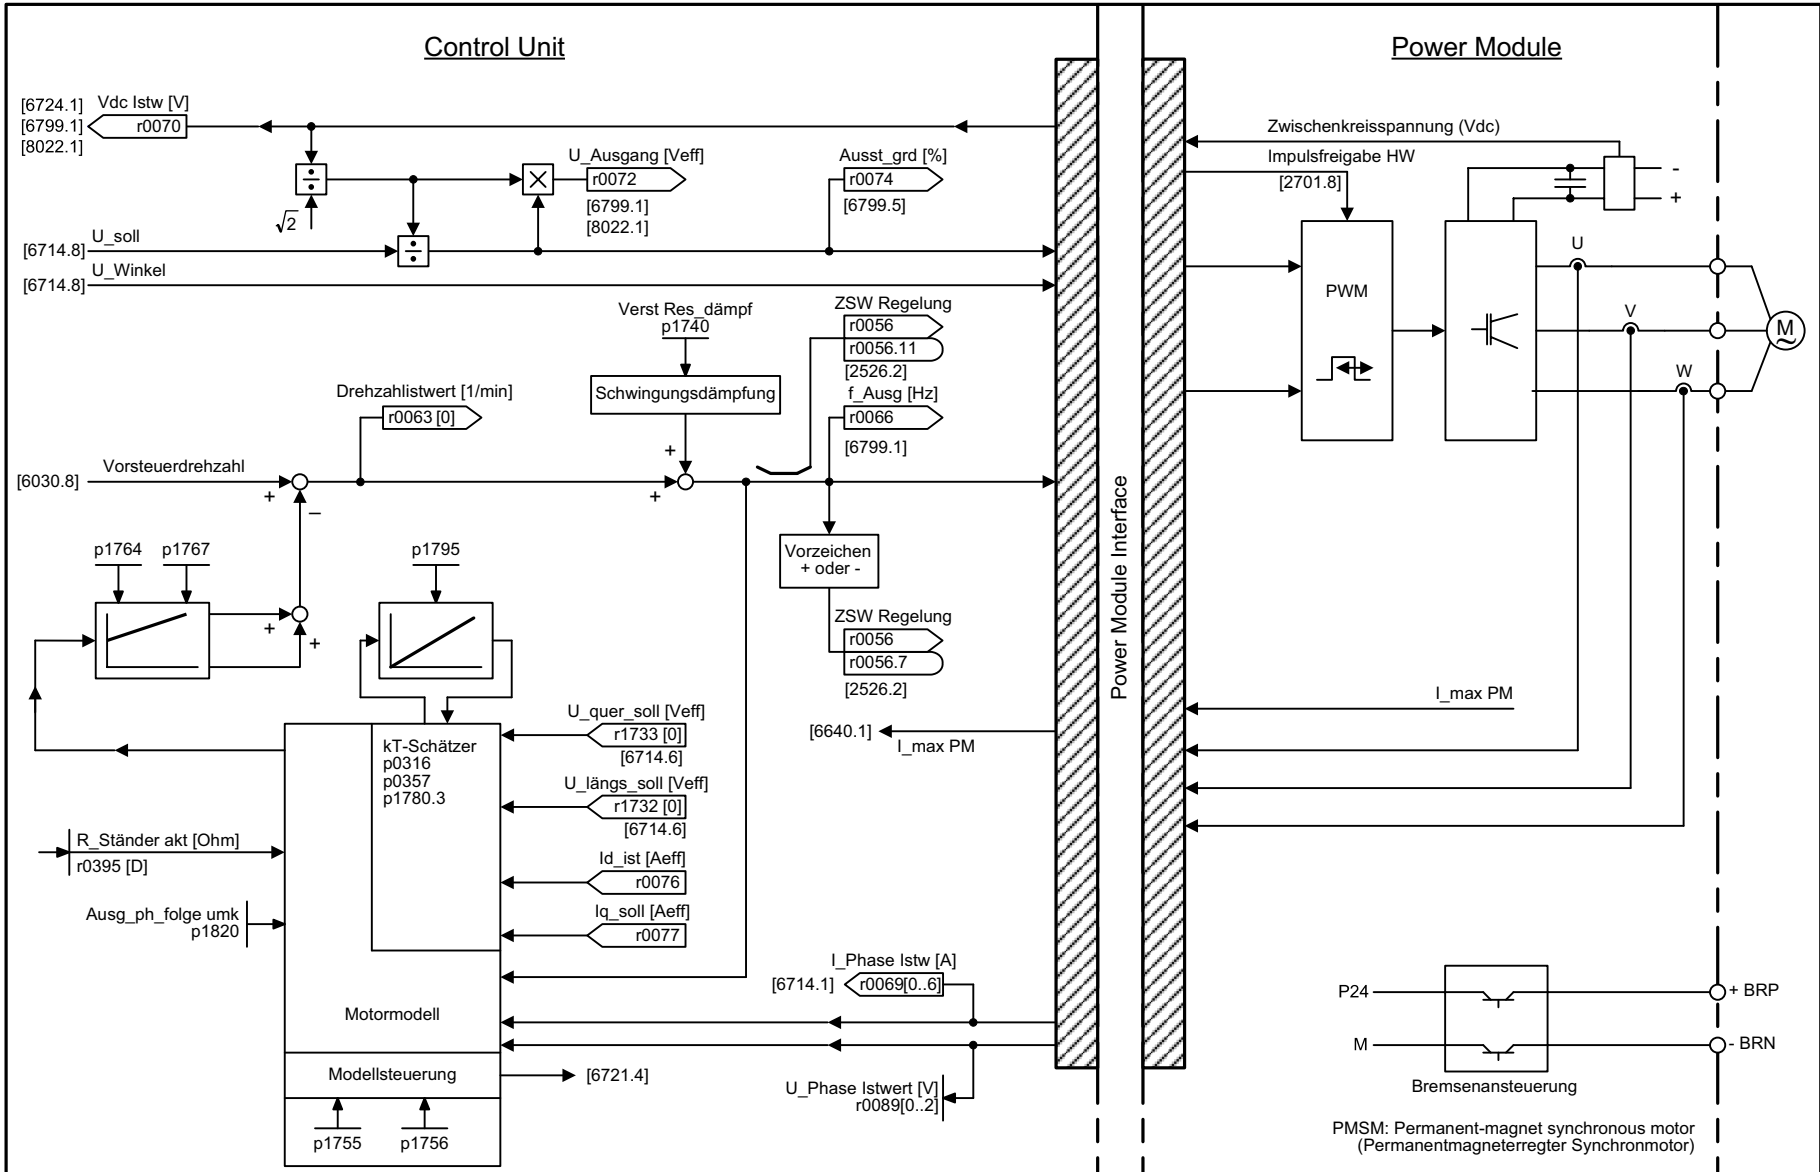 Control Unit
Power Module
[6724.1]
[6799.1]
[8022.1]
Vdc Istw [V]
r0070
÷
√2
U_Ausgang [Veff]
r0072
[6799.1]
[8022.1]
Ausst_grd [%]
r0074
[6799.5]
[6714.8]
U_soll
÷
[6714.8]
U_Winkel
Verst Res_dämpf
p1740
Schwingungsdämpfung
+
+
ZSW Regelung
r0056
r0056.11
[2526.2]
f_Ausg [Hz]
r0066
[6799.1]
Drehzahlistwert [1/min]
r0063 [0]
[6030.8]
Vorsteuerdrehzahl
+
–
p1764
p1767
+
+
p1795
Vorzeichen
+ oder -
ZSW Regelung
r0056
r0056.7
[2526.2]
[6640.1]
I_max PM
kT-Schätzer
p0316
p0357
p1780.3
U_quer_soll [Veff]
r1733 [0]
[6714.6]
U_längs_soll [Veff]
r1732 [0]
[6714.6]
Id_ist [Aeff]
r0076
Iq_soll [Aeff]
r0077
R_Ständer akt [Ohm]
r0395 [D]
Ausg_ph_folge umk
p1820
Motormodell
Modellsteuerung
[6721.4]
p1755
p1756
I_Phase Istw [A]
[6714.1]
r0069[0..6]
U_Phase Istwert [V]
r0089[0..2]
Power Module Interface
Zwischenkreisspannung (Vdc)
Impulsfreigabe HW
[2701.8]
-
+
PWM
U
V
W
M
~
I_max PM
P24
M
+ BRP
- BRN
Bremsenansteuerung
PMSM: Permanent-magnet synchronous motor
(Permanentmagneterregter Synchronmotor)